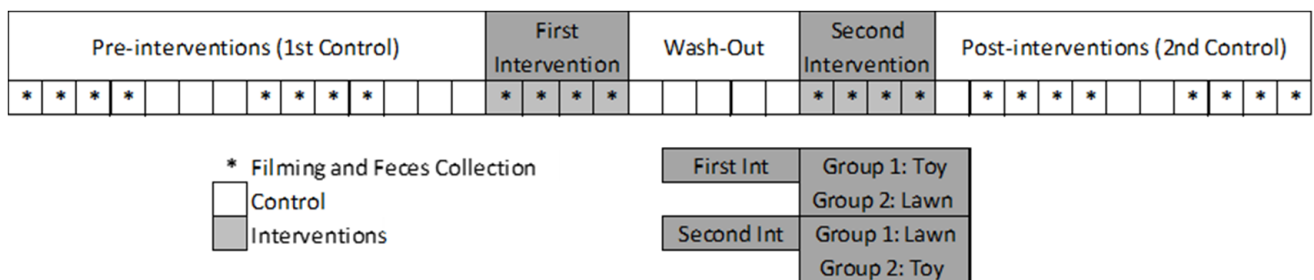 Pre-interventions (1st Control)
First
Intervention
Wash-Out
Second
Intervention
Post-interventions (2nd Control)
* * * * * * * * * * * * * * * * * * * * * * * *
* Filming and Feces Collection
Control
Interventions
First Int
Group 1: Toy
Group 2: Lawn
Second Int
Group 1: Lawn
Group 2: Toy